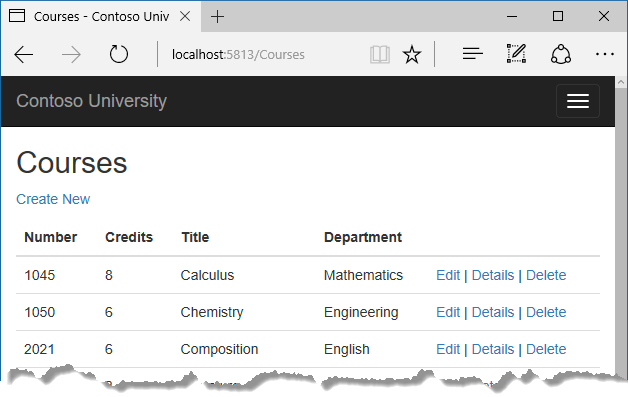 Courses - Contoso Univ
localhost:5813/Courses
Contoso University
Courses
Create New
Number Credits Title Department
1045 8 Calculus Mathematics Edit | Details | Delete
1050 6 Chemistry Engineering Edit | Details | Delete
2021 6 Composition English Edit | Details | Delete